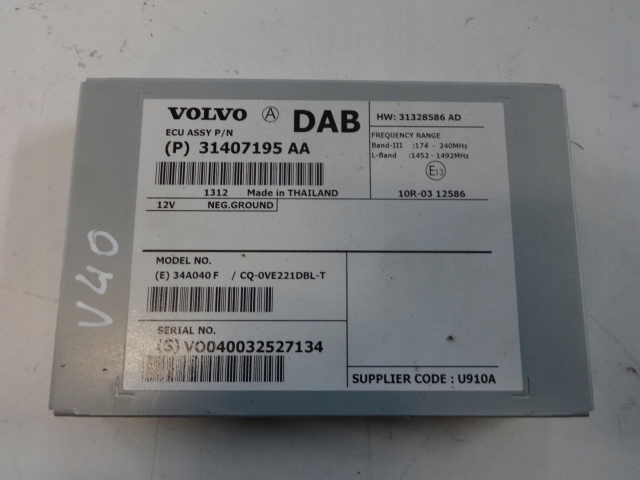 VOLVO A DAB
ECU ASSY P/N
(P) 31407195 AA
1312 Made in THAILAND
12V NEG.GROUND
HW: 31328586 AD
FREQUENCY RANGE
Band-III :174 - 240MHz
L-Band :1452 - 1492MHz
E13
10R-03 12586
MODEL NO.
(E) 34A040 F / CQ-0VE221DBL-T
SERIAL NO.
(S) VO040032527134
SUPPLIER CODE : U910A
V40